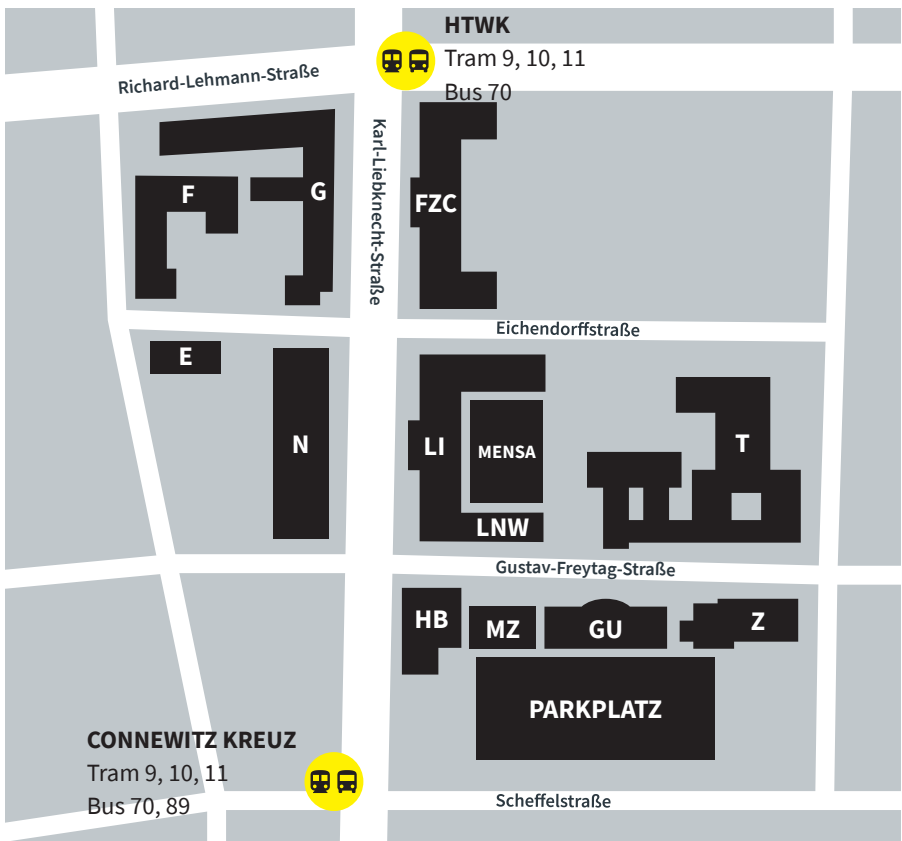 HTWK
Tram 9, 10, 11
Bus 70
Richard-Lehmann-Straße
Karl-Liebknecht-Straße
F
G
FZC
Eichendorffstraße
E
N
LI
MENSA
T
LNW
Gustav-Freytag-Straße
HB
MZ
GU
Z
PARKPLATZ
CONNEWITZ KREUZ
Tram 9, 10, 11
Bus 70, 89
Scheffelstraße